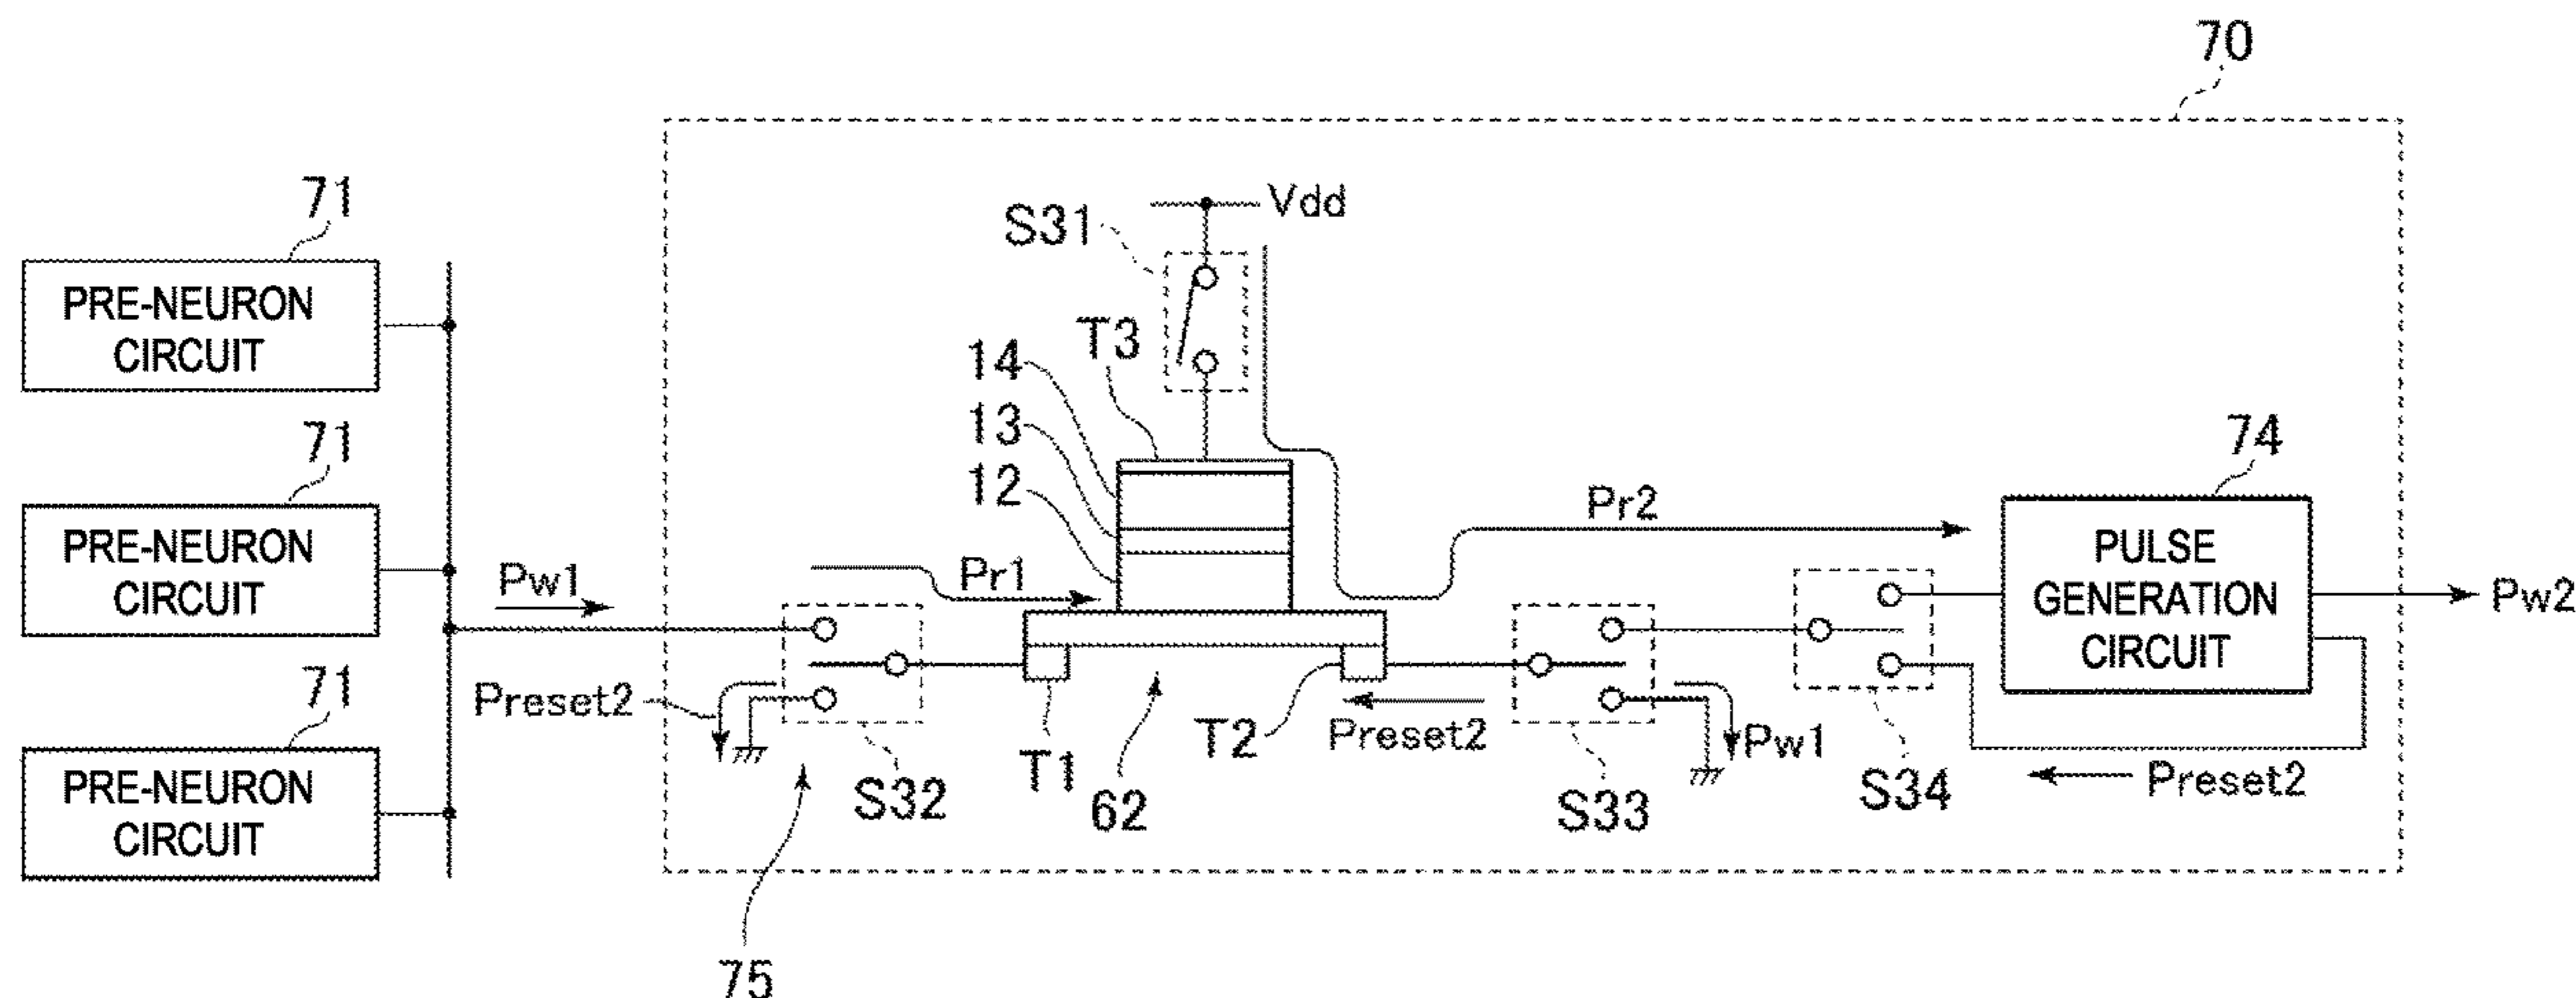 70
71
PRE-NEURON
CIRCUIT
71
PRE-NEURON
CIRCUIT
71
PRE-NEURON
CIRCUIT
Pw1
Vdd
S31
T3
14
13
12
Pr1
Pr2
74
PULSE
GENERATION
CIRCUIT
Pw2
Preset2
S32
T1
62
T2
Preset2
S33
Pw1
S34
Preset2
75